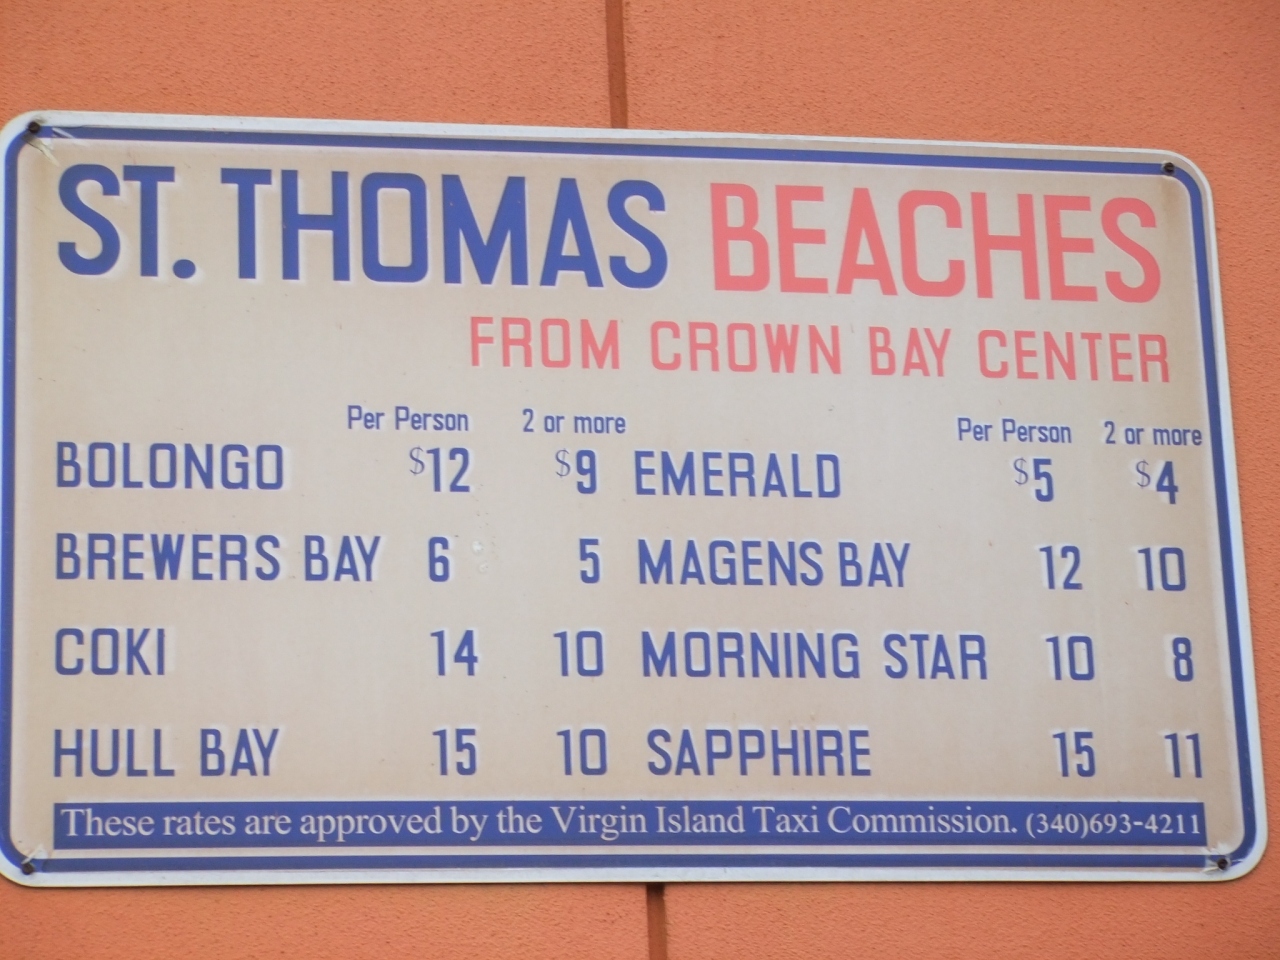 ST. THOMAS BEACHES
FROM CROWN BAY CENTER
Per Person 2 or more Per Person 2 or more
BOLONGO $12 $9 EMERALD $5 $4
BREWERS BAY 6 5 MAGENS BAY 12 10
COKI 14 10 MORNING STAR 10 8
HULL BAY 15 10 SAPPHIRE 15 11
These rates are approved by the Virgin Island Taxi Commission. (340)693-4211